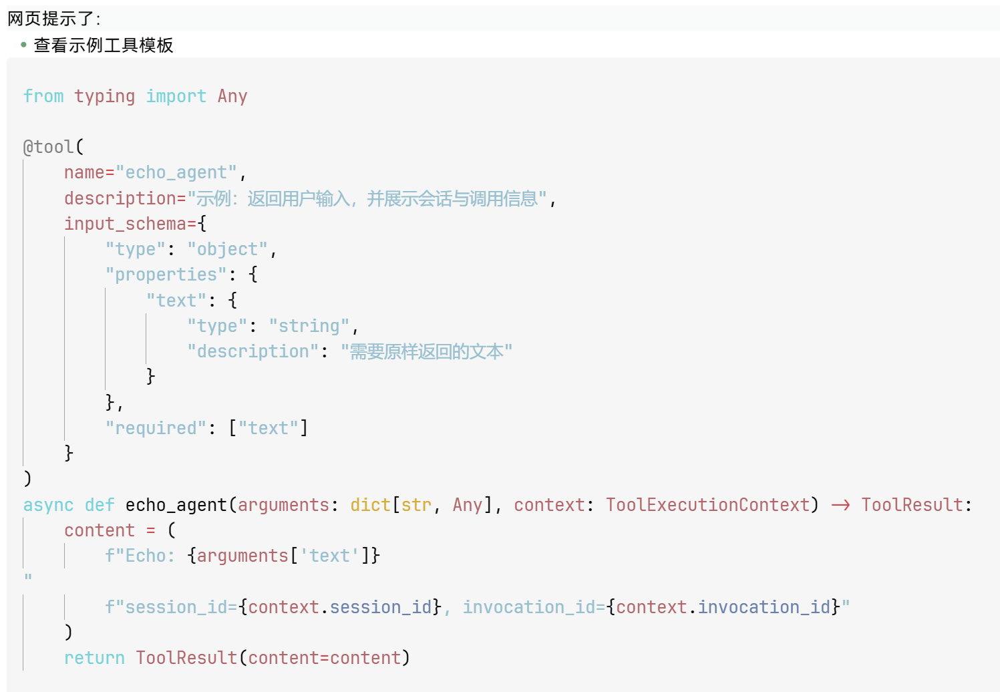 网页提示了：
• 查看示例工具模板
from typing import Any
@tool(
    name="echo_agent",
    description="示例：返回用户输入，并展示会话与调用信息",
    input_schema={
        "type": "object",
        "properties": {
            "text": {
                "type": "string",
                "description": "需要原样返回的文本"
            }
        },
        "required": ["text"]
    }
)
async def echo_agent(arguments: dict[str, Any], context: ToolExecutionContext) -> ToolResult:
    content = (
        f"Echo: {arguments['text']}
"
        f"session_id={context.session_id}, invocation_id={context.invocation_id}"
    )
    return ToolResult(content=content)